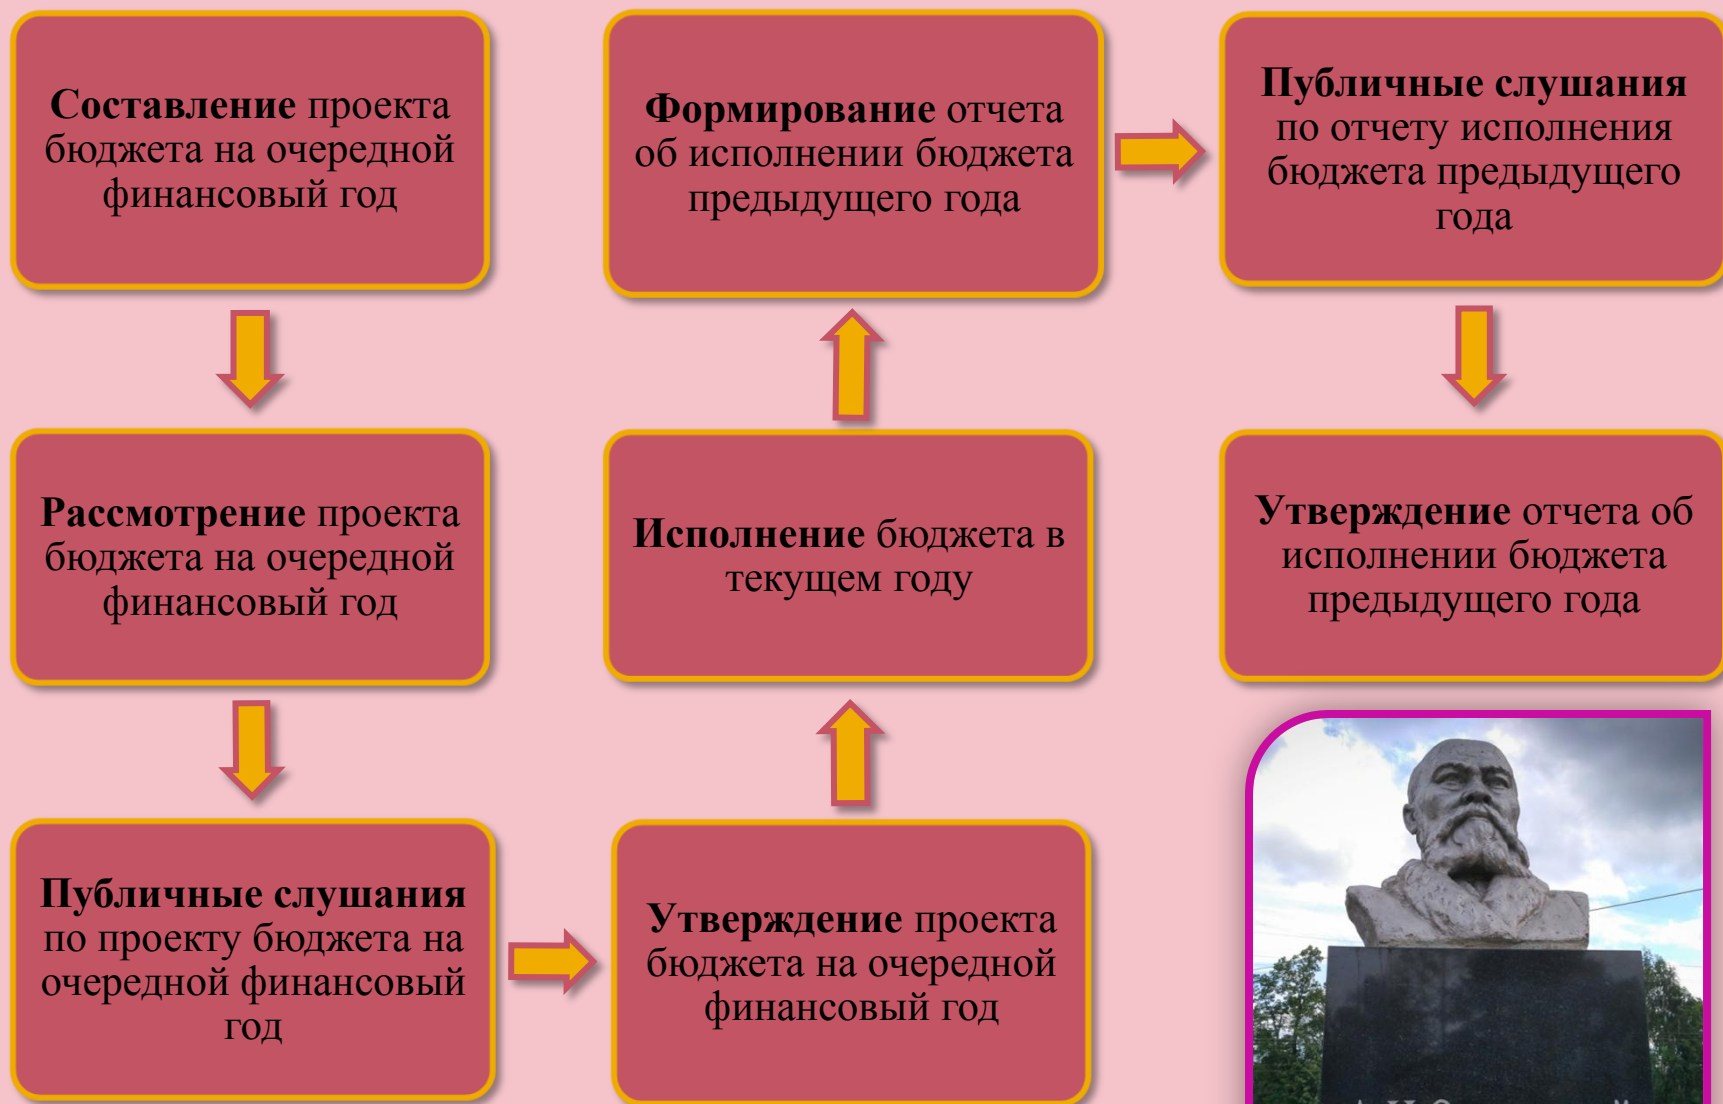 Составление проекта
бюджета на очередной
финансовый год
Рассмотрение проекта
бюджета на очередной
финансовый год
Публичные слушания
по проекту бюджета на
очередной финансовый
год
Утверждение проекта
бюджета на очередной
финансовый год
Исполнение бюджета в
текущем году
Формирование отчета
об исполнении бюджета
предыдущего года
Публичные слушания
по отчету исполнения
бюджета предыдущего
года
Утверждение отчета об
исполнении бюджета
предыдущего года